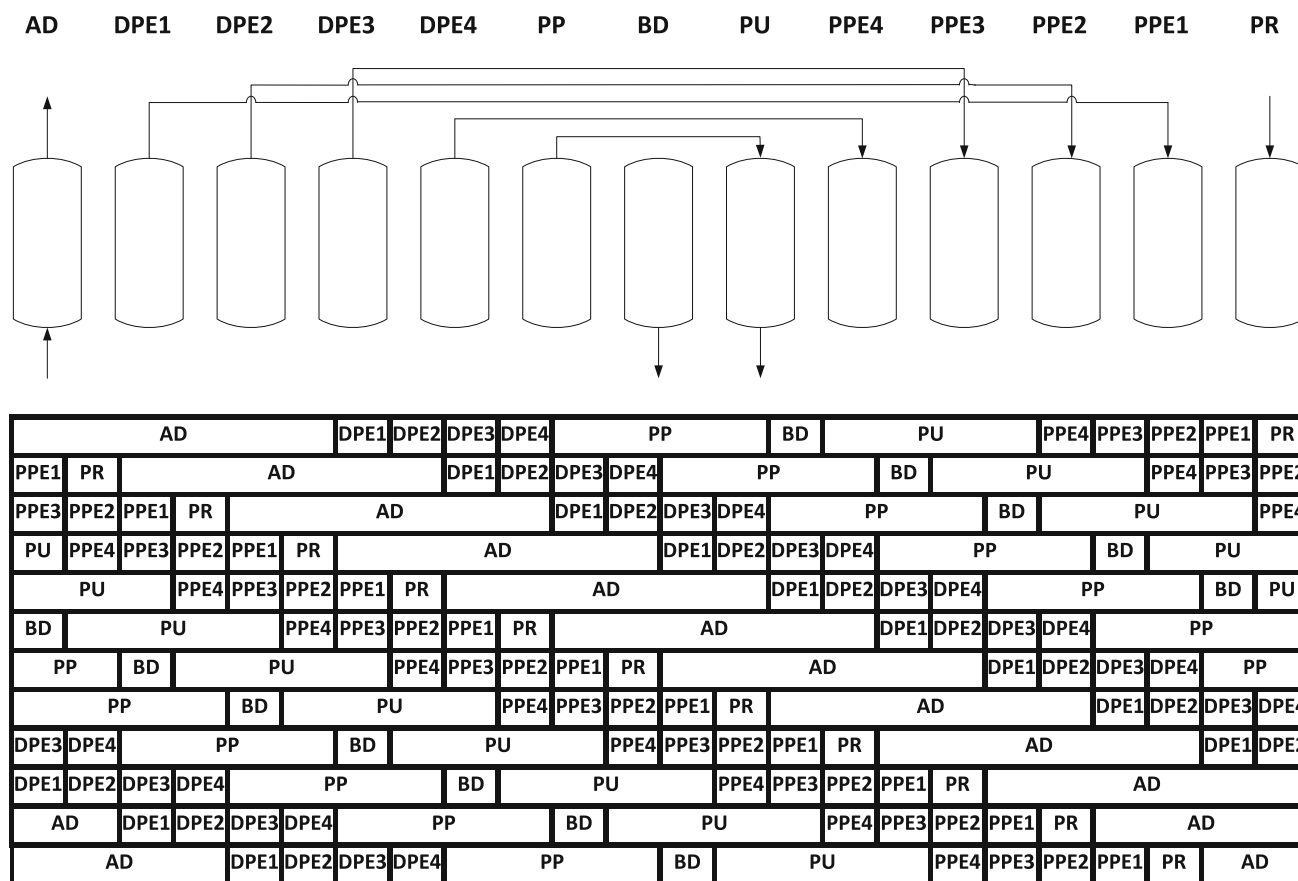 AD DPE1 DPE2 DPE3 DPE4 PP BD PU PPE4 PPE3 PPE2 PPE1 PR
AD DPE1 DPE2 DPE3 DPE4 PP BD PU PPE4 PPE3 PPE2 PPE1 PR
PPE1 PR AD DPE1 DPE2 DPE3 DPE4 PP BD PU PPE4 PPE3 PPE2
PPE3 PPE2 PPE1 PR AD DPE1 DPE2 DPE3 DPE4 PP BD PU PPE4
PU PPE4 PPE3 PPE2 PPE1 PR AD DPE1 DPE2 DPE3 DPE4 PP BD PU
PU PPE4 PPE3 PPE2 PPE1 PR AD DPE1 DPE2 DPE3 DPE4 PP BD PU
BD PU PPE4 PPE3 PPE2 PPE1 PR AD DPE1 DPE2 DPE3 DPE4 PP
PP BD PU PPE4 PPE3 PPE2 PPE1 PR AD DPE1 DPE2 DPE3 DPE4 PP
PP BD PU PPE4 PPE3 PPE2 PPE1 PR AD DPE1 DPE2 DPE3 DPE4
DPE3 DPE4 PP BD PU PPE4 PPE3 PPE2 PPE1 PR AD DPE1 DPE2
DPE1 DPE2 DPE3 DPE4 PP BD PU PPE4 PPE3 PPE2 PPE1 PR AD
AD DPE1 DPE2 DPE3 DPE4 PP BD PU PPE4 PPE3 PPE2 PPE1 PR AD
AD DPE1 DPE2 DPE3 DPE4 PP BD PU PPE4 PPE3 PPE2 PPE1 PR AD